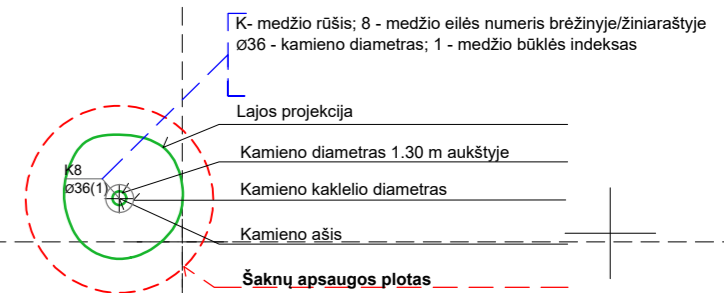 K- medžio rūšis; 8 - medžio eilės numeris brėžinyje/žiniaraštyje
Ø36 - kamieno diametras; 1 - medžio būklės indeksas
Lajos projekcija
Kamieno diametras 1.30 m aukštyje
K8
Ø36(1)
Kamieno kaklelio diametras
Kamieno ašis
Šaknų apsaugos plotas